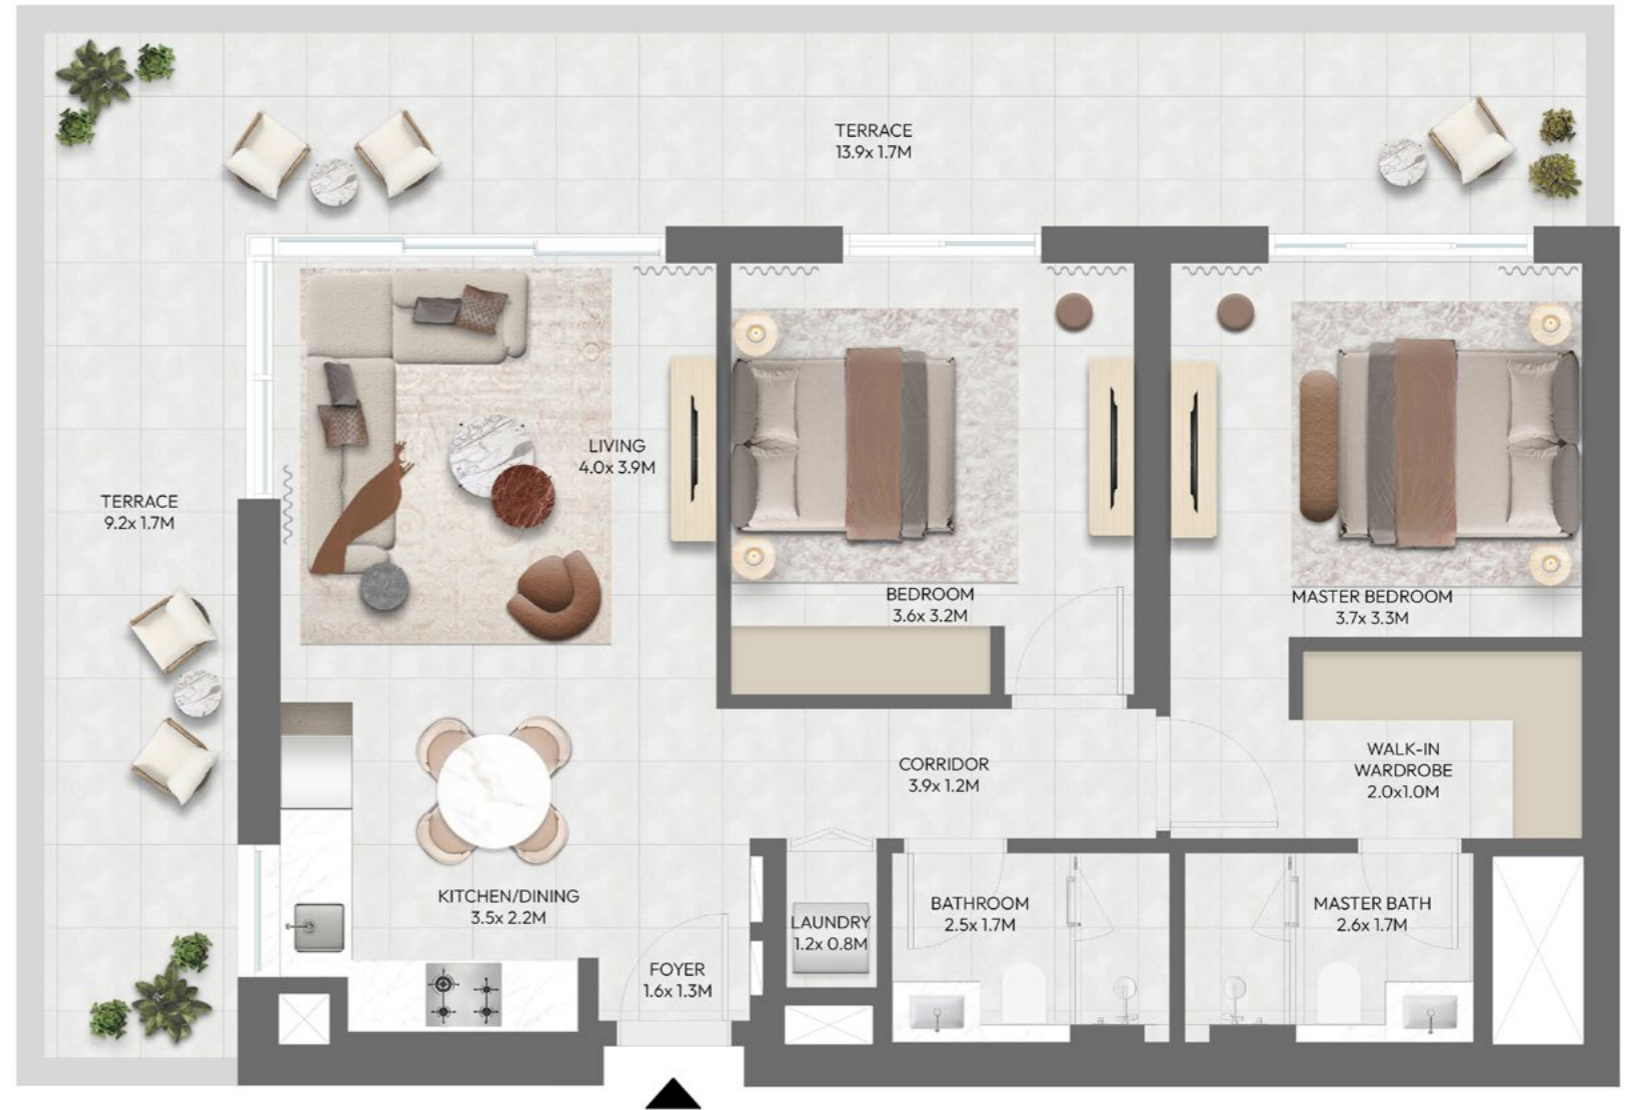 TERRACE
13.9x 1.7M
LIVING
4.0x 3.9M
TERRACE
9.2x 1.7M
BEDROOM
3.6x 3.2M
MASTER BEDROOM
3.7x 3.3M
CORRIDOR
3.9x 1.2M
WALK-IN
WARDROBE
2.0x1.0M
KITCHEN/DINING
3.5x 2.2M
FOYER
1.6x 1.3M
LAUNDRY
1.2x 0.8M
BATHROOM
2.5x 1.7M
MASTER BATH
2.6x 1.7M